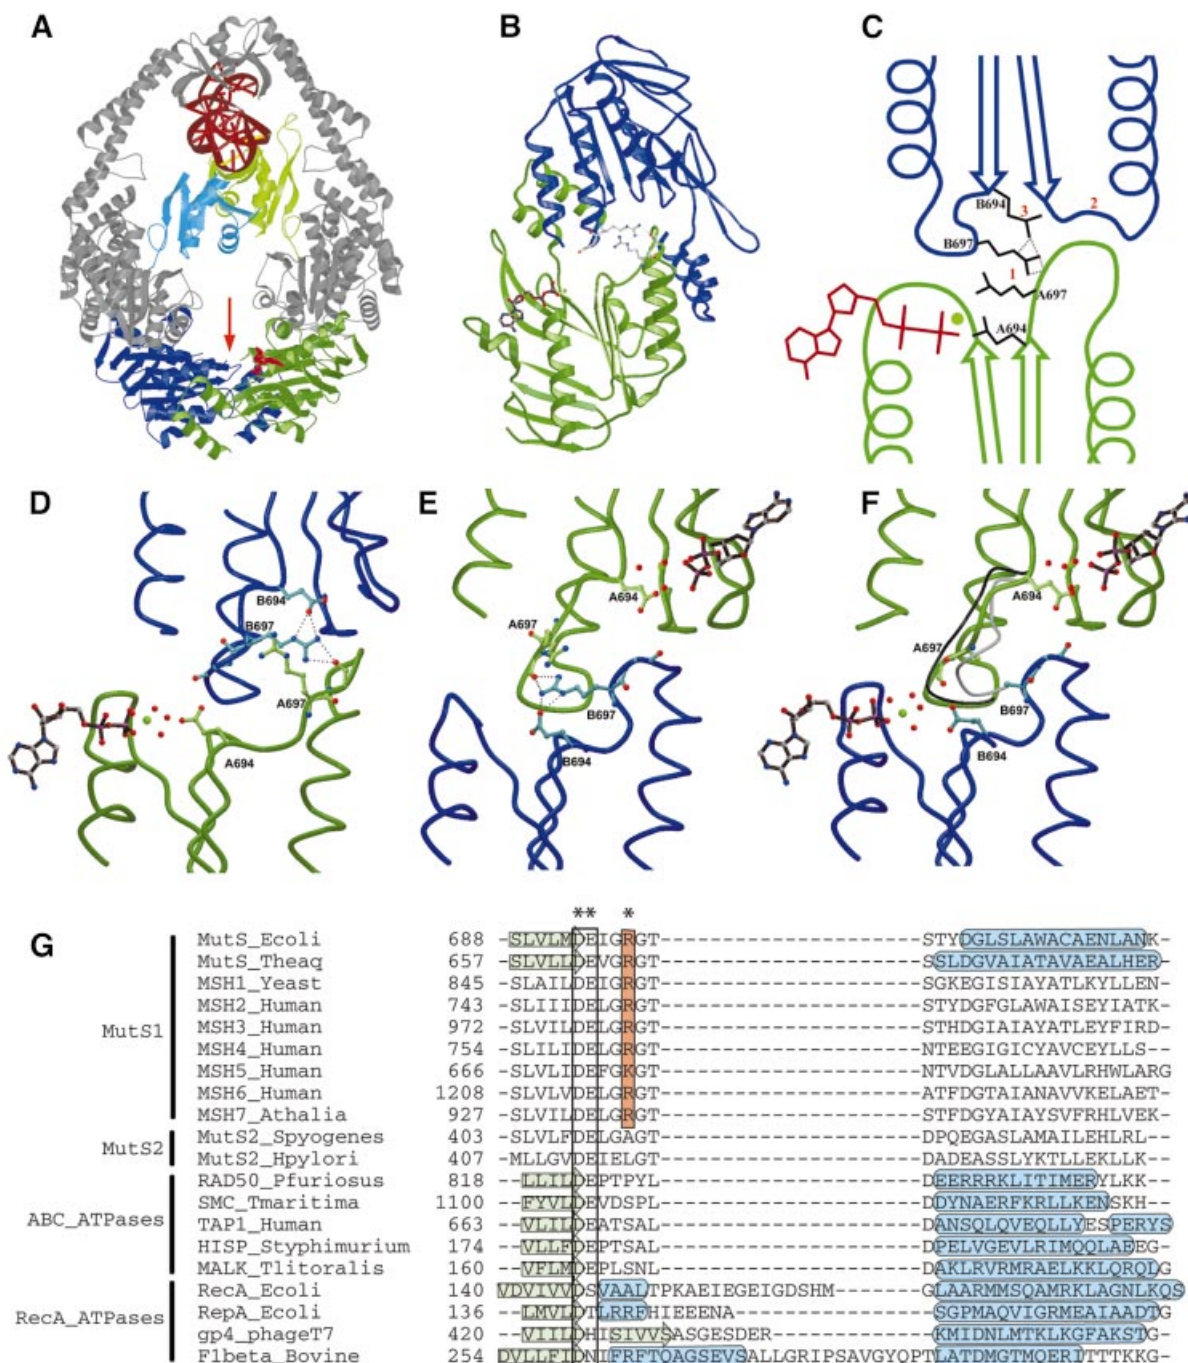 A
B
C
B694
3
2
B697
1
A697
A694
D
B694
B697
A697
A694
E
A694
A697
B697
B694
F
A694
A697
B697
B694
G
** *
MutS1
MutS_Ecoli 688 -SLVLMDEIGRGT---------------------STYDGLSLAWACAENLANK-
MutS_Theaq 657 -SLVLLDEVGRGT---------------------SSLDGVAIATAVAEALHER-
MSH1_Yeast 845 -SLAILDEIGRGT---------------------SGKEGISIAYATLKYLLEN-
MSH2_Human 743 -SLIIIDELGRGT---------------------STYDGFGLAWAISEYIATK-
MSH3_Human 972 -SLVILDELGRGT---------------------STHDGIAIAYATLEYFIRD-
MSH4_Human 754 -SLILIDELGRGT---------------------NTEEGIGICYAVCEYLLS--
MSH5_Human 666 -SLVLIDEFGKGT---------------------NTVDGLALLAAVLRHWLARG
MSH6_Human 1208 -SLVLVDELGRGT---------------------ATFDGTAIANAVVKELAET-
MSH7_Athalia 927 -SLVILDELGRGT---------------------STFDGYAIAYSVFRHLVEK-
MutS2
MutS2_Spyogenes 403 -SLVLFDELGAGT---------------------DPQEGASLAMAILEHLRL--
MutS2_Hpylori 407 -MLLGVDEIELGT---------------------DADEASSLYKTLLEKLLK--
ABC_ATPases
RAD50_Pfuriosus 818 --LLILDEPTPYL---------------------DEERRRKLITIMERYLKK--
SMC_Tmaritima 1100 --FYVLDEVDSPL---------------------DDYNAERFKRLLKENSKH--
TAP1_Human 663 --VLILDEATSAL---------------------DANSQLQVEQLLYESPERYS
HISP_Styphimurium 174 --VLLFDEPTSAL---------------------DPELVGEVLRIMQQLAEEG-
MALK_Tlitoralis 160 --VFLMDEPLSNL---------------------DAKLRVRMRAELKKLQRQLG
RecA_ATPases
RecA_Ecoli 140 VDVIVVDSVAALTPKAEIEGEIGDSHM-------GLAARMMSQAMRKLAGNLKQS
RepA_Ecoli 136 --LMVIDTLRRFHIEEENA---------------SGPMAQVIGRMEAIAADTG-
gp4_phageT7 420 --VIILDHISIVVSASGESDER------------KMIDNLMTKLKGFAKSTG-
F1beta_Bovine 254 DVLLFIDNIFRFTQAGSEVSALLGRIPSAVGYQPTLATDMGTMQERITTTTKKG-